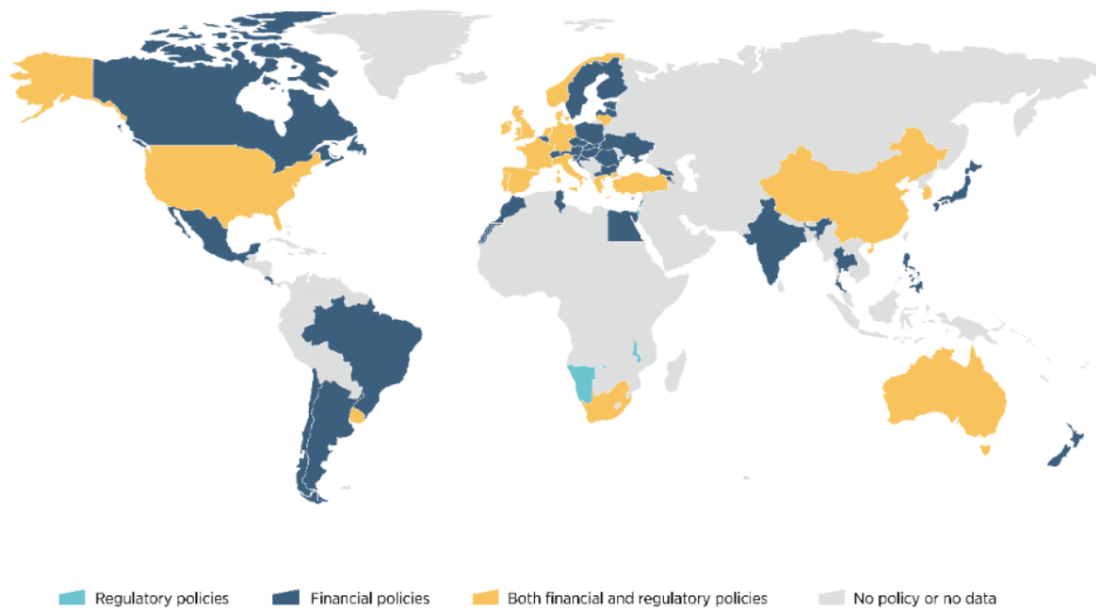 Regulatory policies Financial policies Both financial and regulatory policies No policy or no data